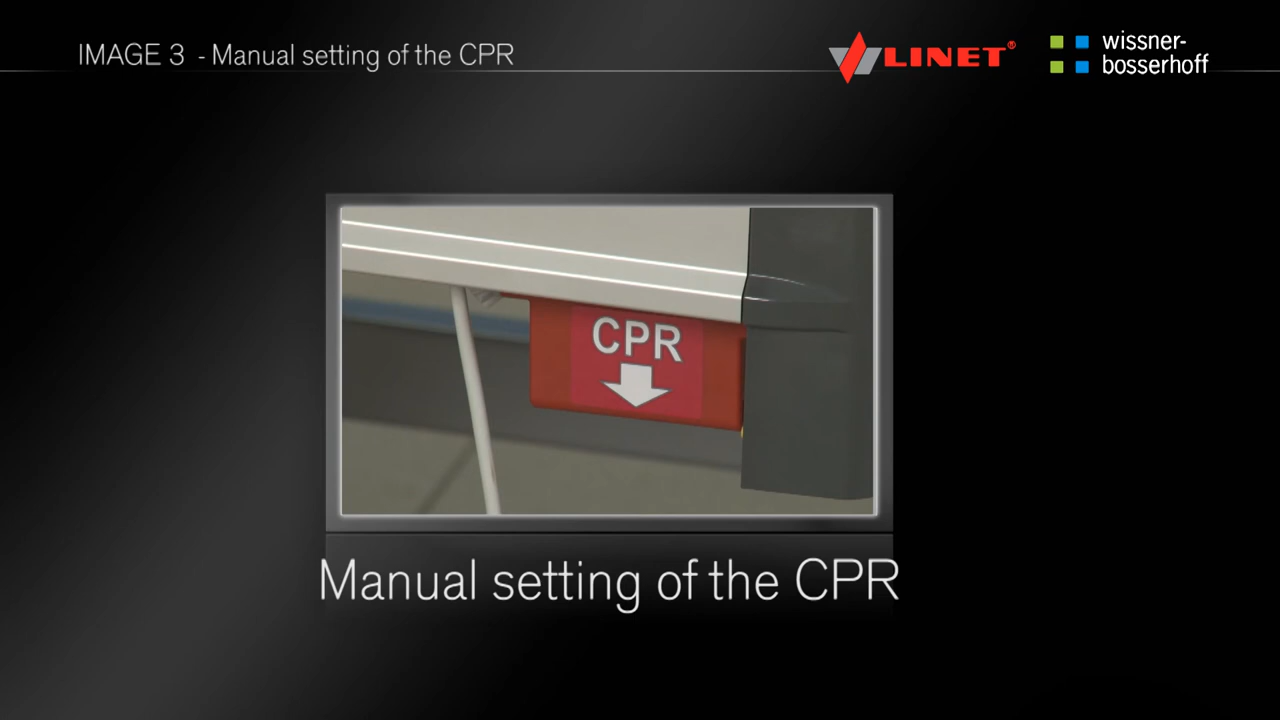 IMAGE 3 - Manual setting of the CPR
LINET®
wissner-
bosserhoff
CPR
Manual setting of the CPR